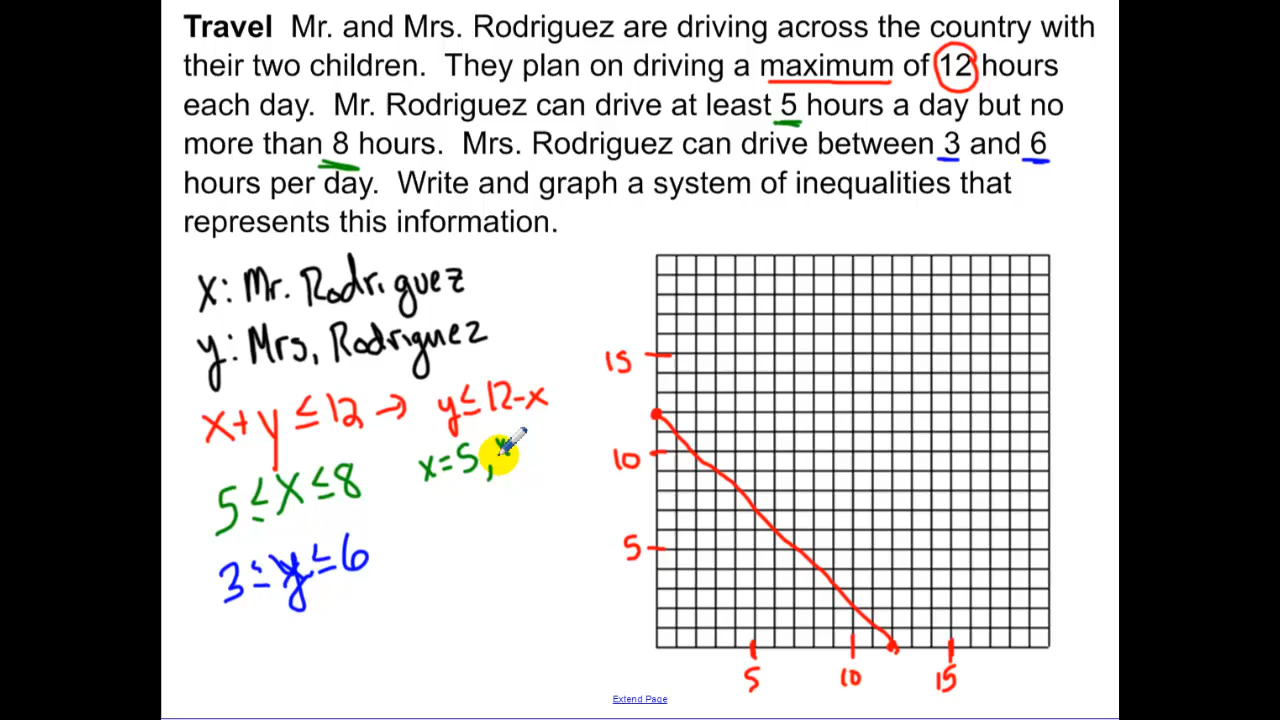 Travel Mr. and Mrs. Rodriguez are driving across the country with
their two children. They plan on driving a maximum of 12 hours
each day. Mr. Rodriguez can drive at least 5 hours a day but no
more than 8 hours. Mrs. Rodriguez can drive between 3 and 6
hours per day. Write and graph a system of inequalities that
represents this information.
x: Mr. Rodriguez
y: Mrs, Rodriguez
x+y ≤ 12 → y ≤ 12-x
5 ≤ x ≤ 8
x=5,
3 ≤ y ≤ 6
15
10
5
5 10 15
Extend Page